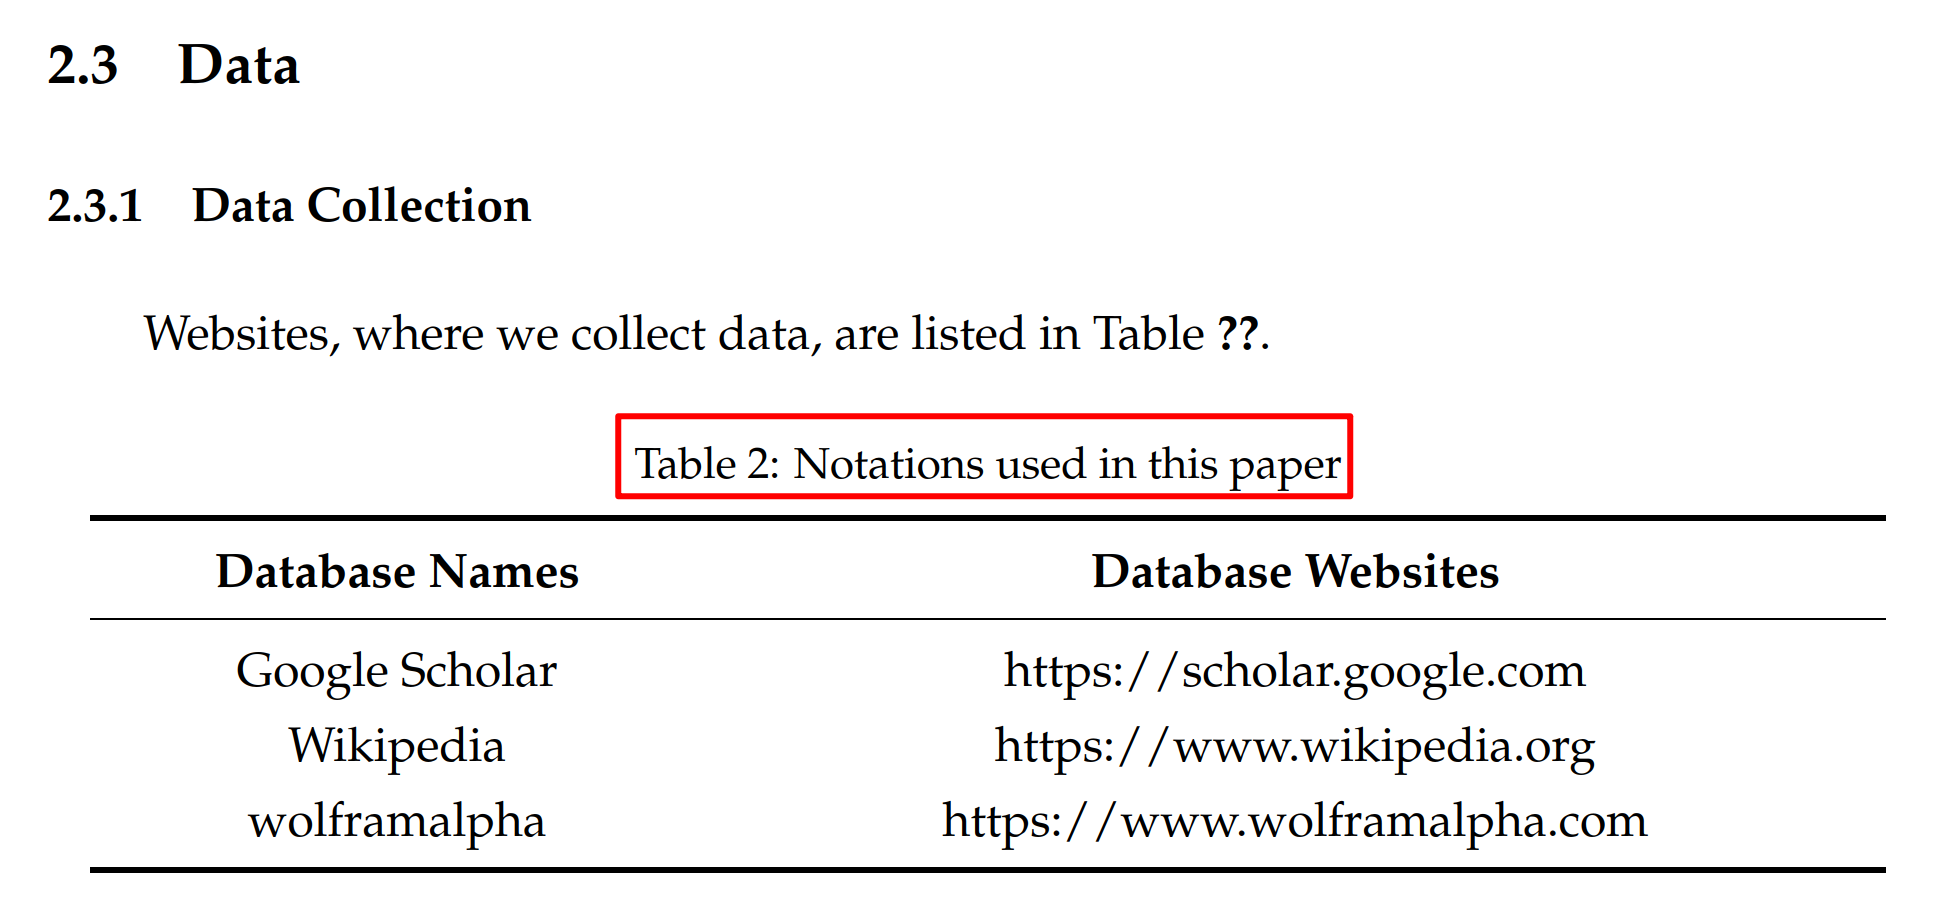 2.3 Data
2.3.1 Data Collection
Websites, where we collect data, are listed in Table ??.
Table 2: Notations used in this paper
Database Names Database Websites
Google Scholar https://scholar.google.com
Wikipedia https://www.wikipedia.org
wolframalpha https://www.wolframalpha.com